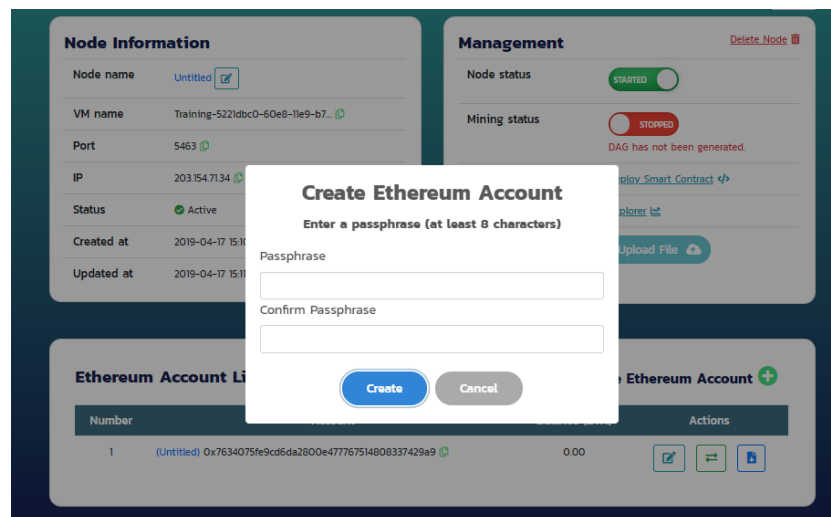 Node Information
Node name
Untitled
VM name
Training-5221dbc0-60e8-11e9-b7...
Port
5463
IP
203.154.71.34
Status
Active
Created at
2019-04-17 15:1
Updated at
2019-04-17 15:11
Management
Delete Node
Node status
STARTED
Mining status
STOPPED
DAG has not been generated.
eploy Smart Contract </>
plorer
Upload File
Create Ethereum Account
Enter a passphrase (at least 8 characters)
Passphrase
Confirm Passphrase
Create
Cancel
Ethereum Account Li
Ethereum Account
Number
Actions
1
(Untitled) 0x7634075fe9cd6da2800e477767514808337429a9
0.00